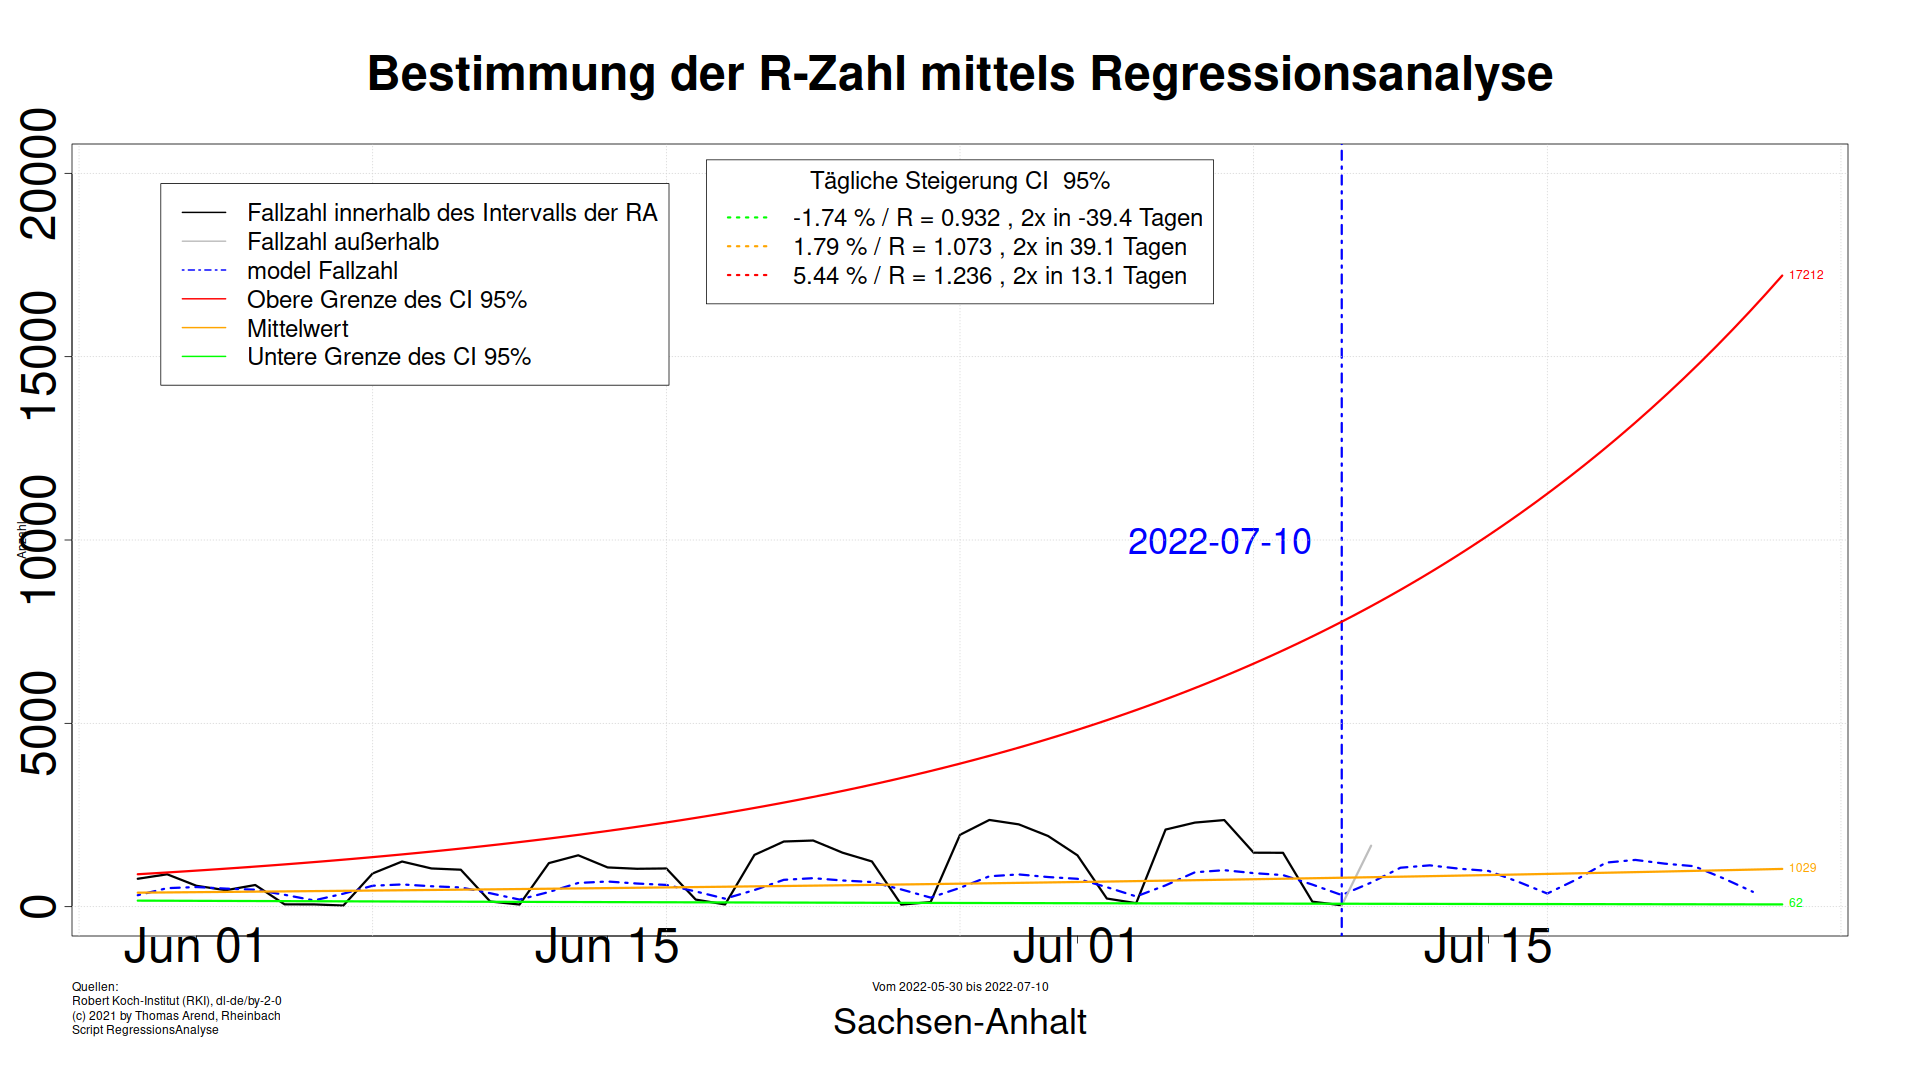 Bestimmung der R-Zahl mittels Regressionsanalyse
20000
15000
10000
5000
0
Anzahl
Fallzahl innerhalb des Intervalls der RA
Fallzahl außerhalb
model Fallzahl
Obere Grenze des CI 95%
Mittelwert
Untere Grenze des CI 95%
Tägliche Steigerung CI  95%
-1.74 % / R = 0.932 , 2x in -39.4 Tagen
1.79 % / R = 1.073 , 2x in 39.1 Tagen
5.44 % / R = 1.236 , 2x in 13.1 Tagen
17212
2022-07-10
1029
62
Jun 01
Jun 15
Jul 01
Jul 15
Quellen:
Robert Koch-Institut (RKI), dl-de/by-2-0
(c) 2021 by Thomas Arend, Rheinbach
Script RegressionsAnalyse
Vom 2022-05-30 bis 2022-07-10
Sachsen-Anhalt